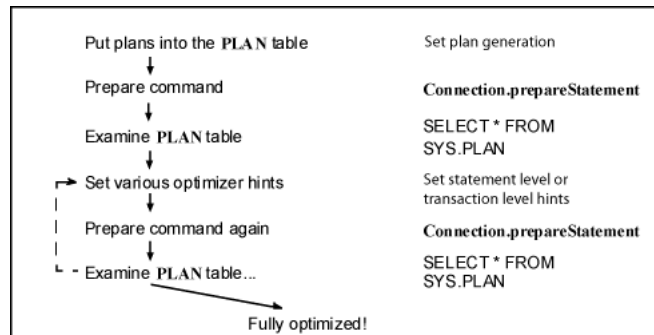 Put plans into the PLAN table
Set plan generation
Prepare command
Connection.prepareStatement
Examine PLAN table
SELECT * FROM
SYS.PLAN
Set various optimizer hints
Set statement level or
transaction level hints
Prepare command again
Connection.prepareStatement
Examine PLAN table...
SELECT * FROM
SYS.PLAN
Fully optimized!